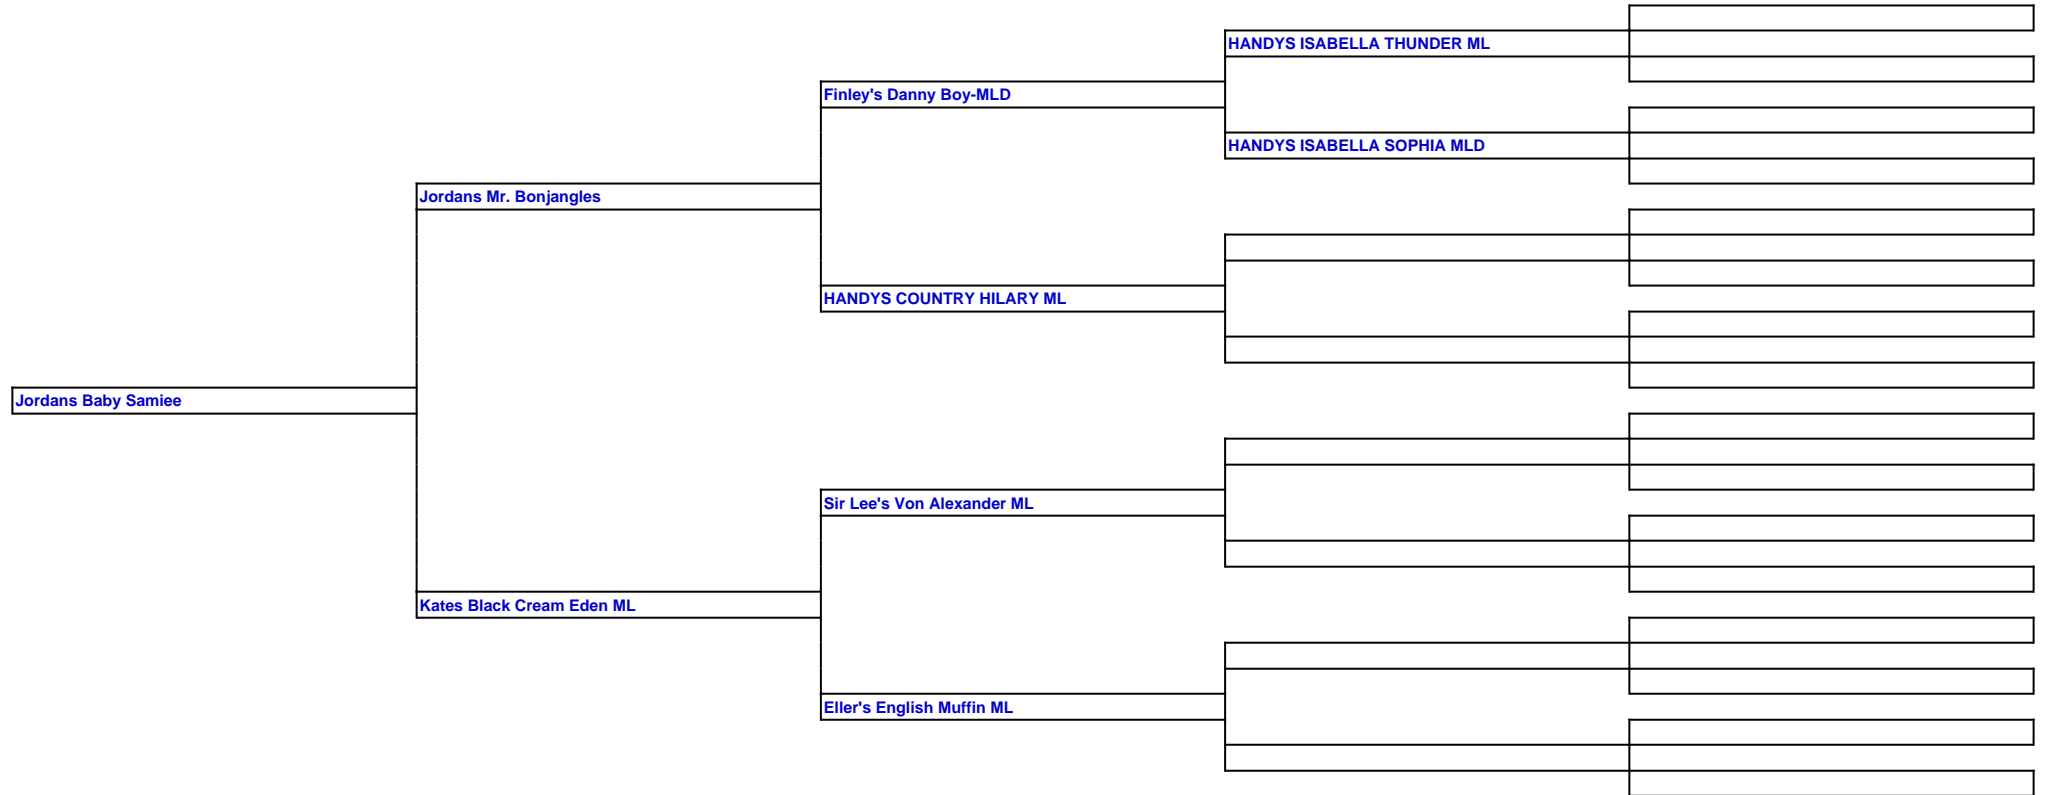 HANDYS ISABELLA THUNDER ML
Finley's Danny Boy-MLD
HANDYS ISABELLA SOPHIA MLD
Jordans Mr. Bonjangles
HANDYS COUNTRY HILARY ML
Jordans Baby Samiee
Sir Lee's Von Alexander ML
Kates Black Cream Eden ML
Eller's English Muffin ML